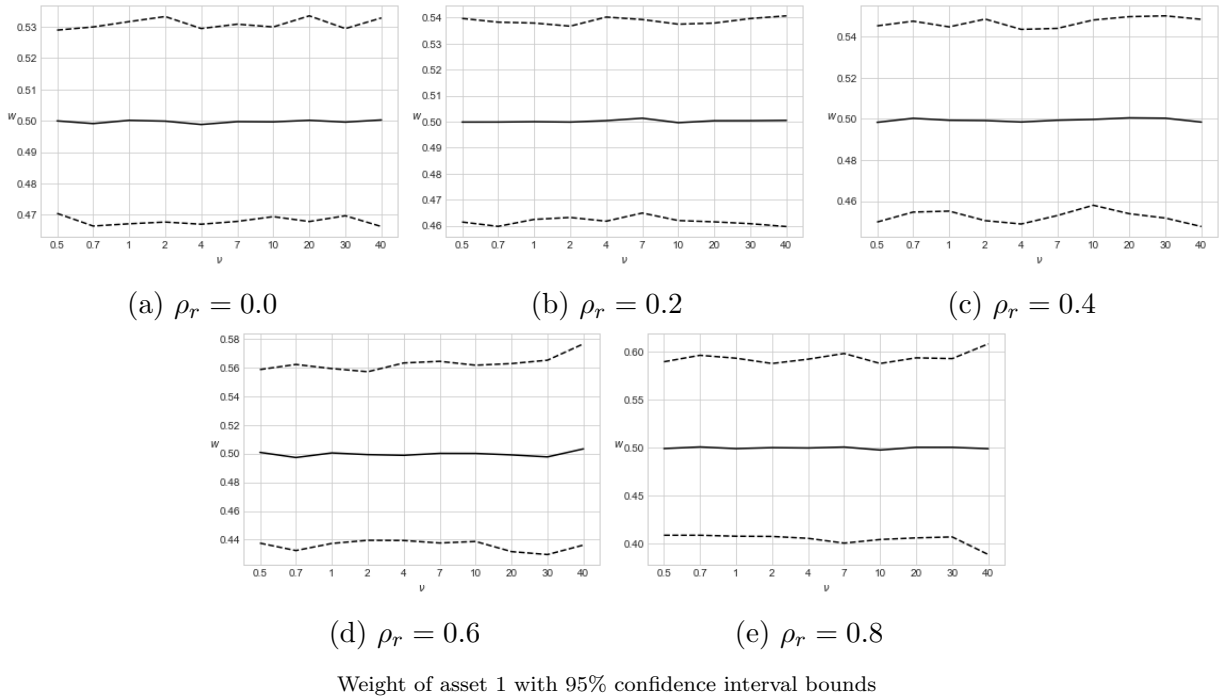 0.53
0.52
0.51
w 0.50
0.49
0.48
0.47
0.5 0.7 1 2 4 7 10 20 30 40
ν
(a) ρ_r = 0.0
0.54
0.53
0.52
0.51
w 0.50
0.49
0.48
0.47
0.46
0.5 0.7 1 2 4 7 10 20 30 40
ν
(b) ρ_r = 0.2
0.54
0.52
w 0.50
0.48
0.46
0.5 0.7 1 2 4 7 10 20 30 40
ν
(c) ρ_r = 0.4
0.58
0.56
0.54
0.52
w 0.50
0.48
0.46
0.44
0.5 0.7 1 2 4 7 10 20 30 40
ν
(d) ρ_r = 0.6
0.60
0.55
w 0.50
0.45
0.40
0.5 0.7 1 2 4 7 10 20 30 40
ν
(e) ρ_r = 0.8
Weight of asset 1 with 95% confidence interval bounds